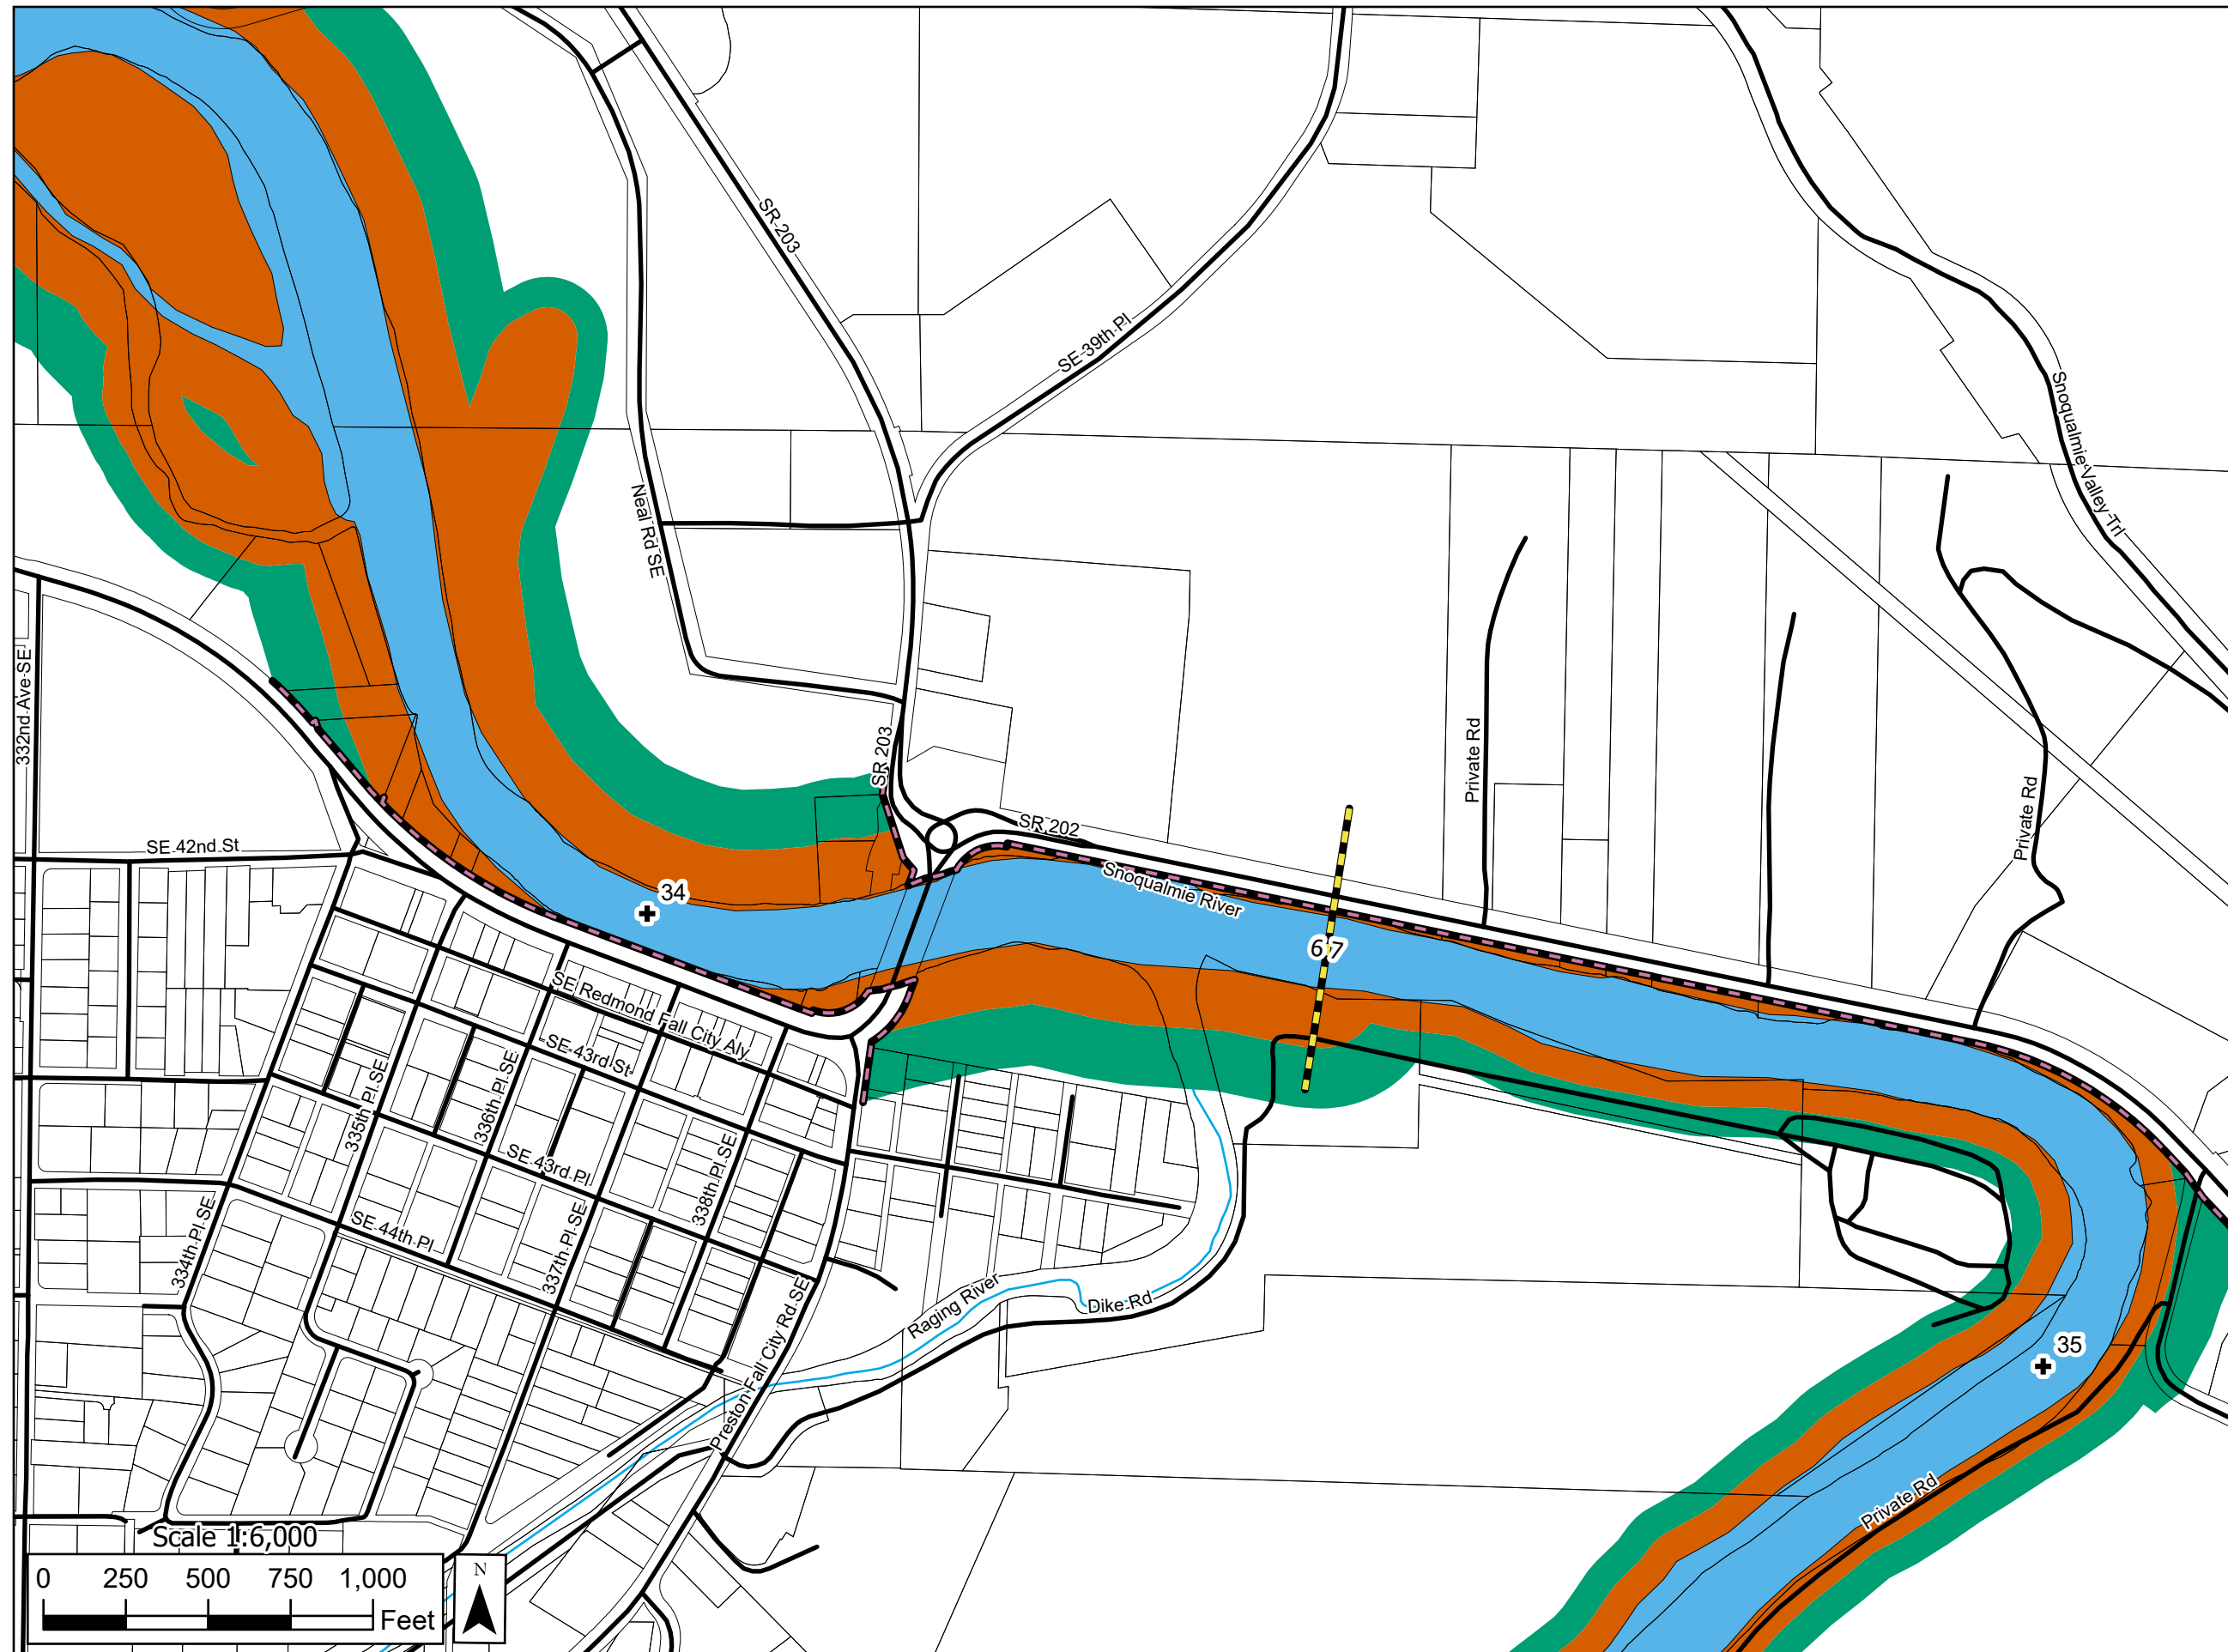 SR 203
SE 39th Pl
Snoqualmie Valley Trl
Neal Rd SE
332nd Ave SE
SR 203
Private Rd
Private Rd
SR 202
SE 42nd St
Snoqualmie River
34
6 7
SE Redmond Fall City Aly
SE 43rd St
335th Pl SE
336th Pl SE
338th Pl SE
SE 43rd Pl
334th Pl SE
SE 44th Pl
337th Pl SE
Raging River
Dike Rd
Preston Fall City Rd SE
35
Private Rd
Scale 1:6,000
0 250 500 750 1,000
Feet
N